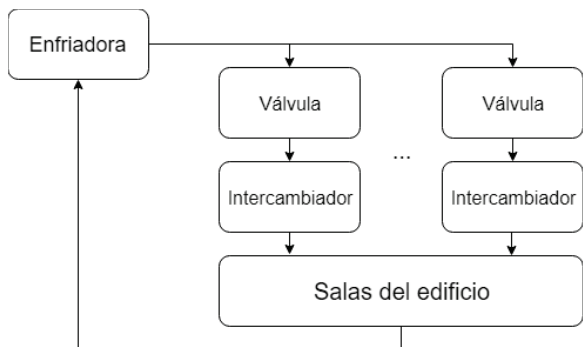 Enfriadora
Válvula
Válvula
...
Intercambiador
Intercambiador
Salas del edificio